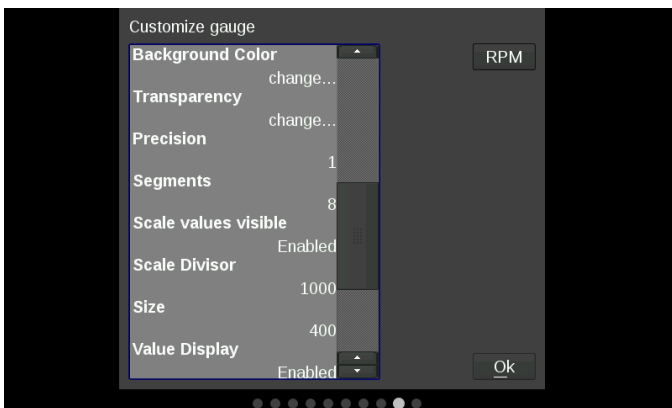 Customize gauge
Background Color
change...
RPM
Transparency
change...
Precision
1
Segments
8
Scale values visible
Enabled
Scale Divisor
1000
Size
400
Value Display
Enabled
Ok